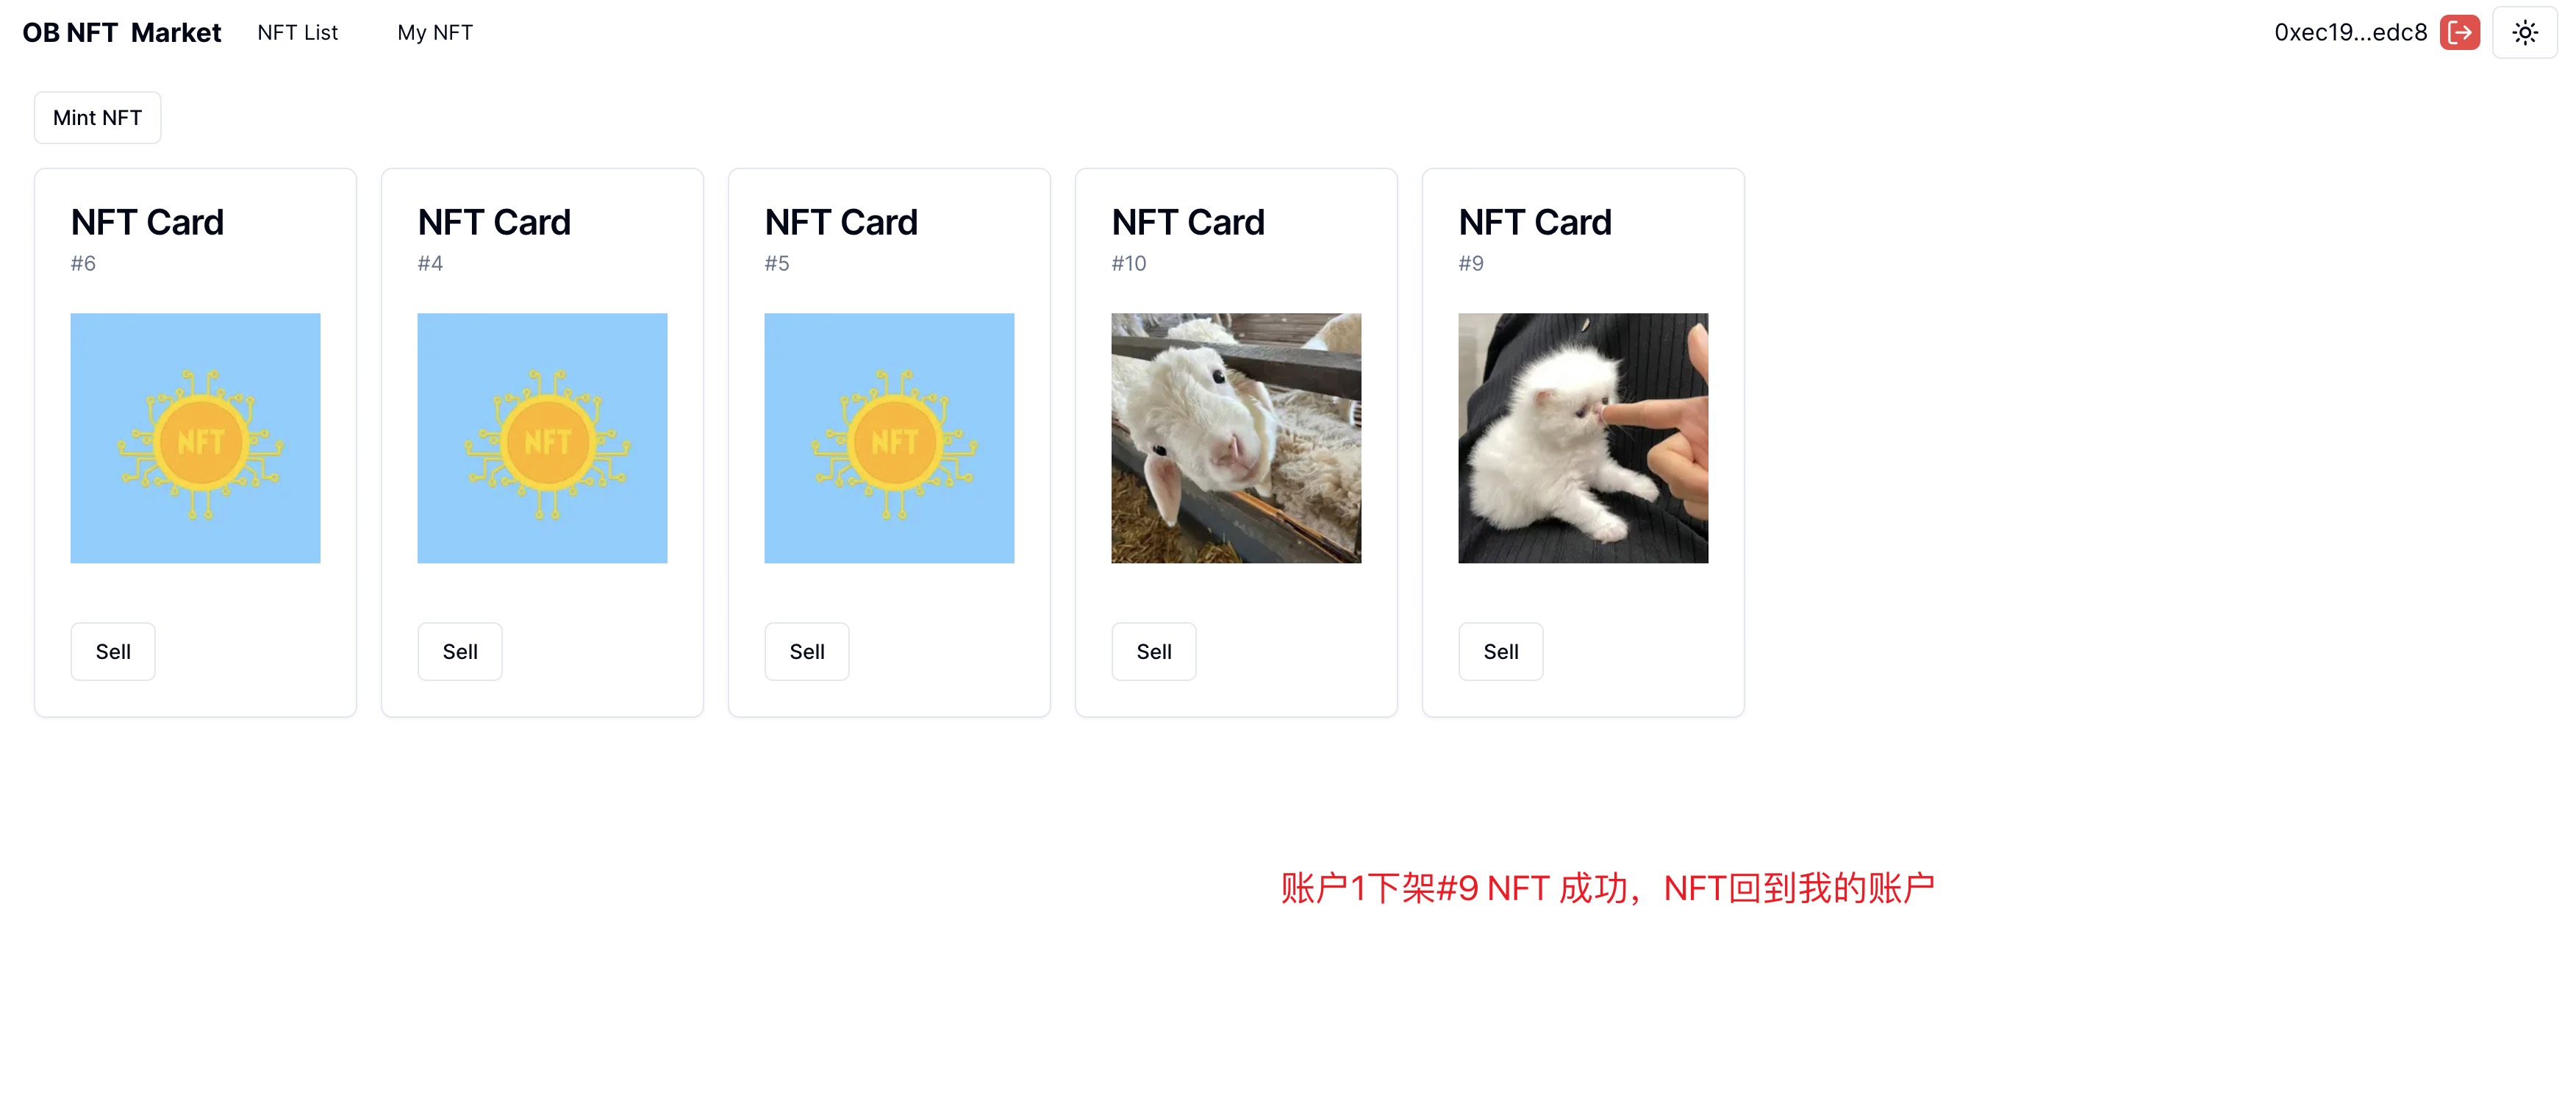 OB NFT Market NFT List My NFT 0xec19...edc8
Mint NFT
NFT Card
#6
NFT
Sell
NFT Card
#4
NFT
Sell
NFT Card
#5
NFT
Sell
NFT Card
#10
Sell
NFT Card
#9
Sell
账户1下架#9 NFT 成功，NFT回到我的账户